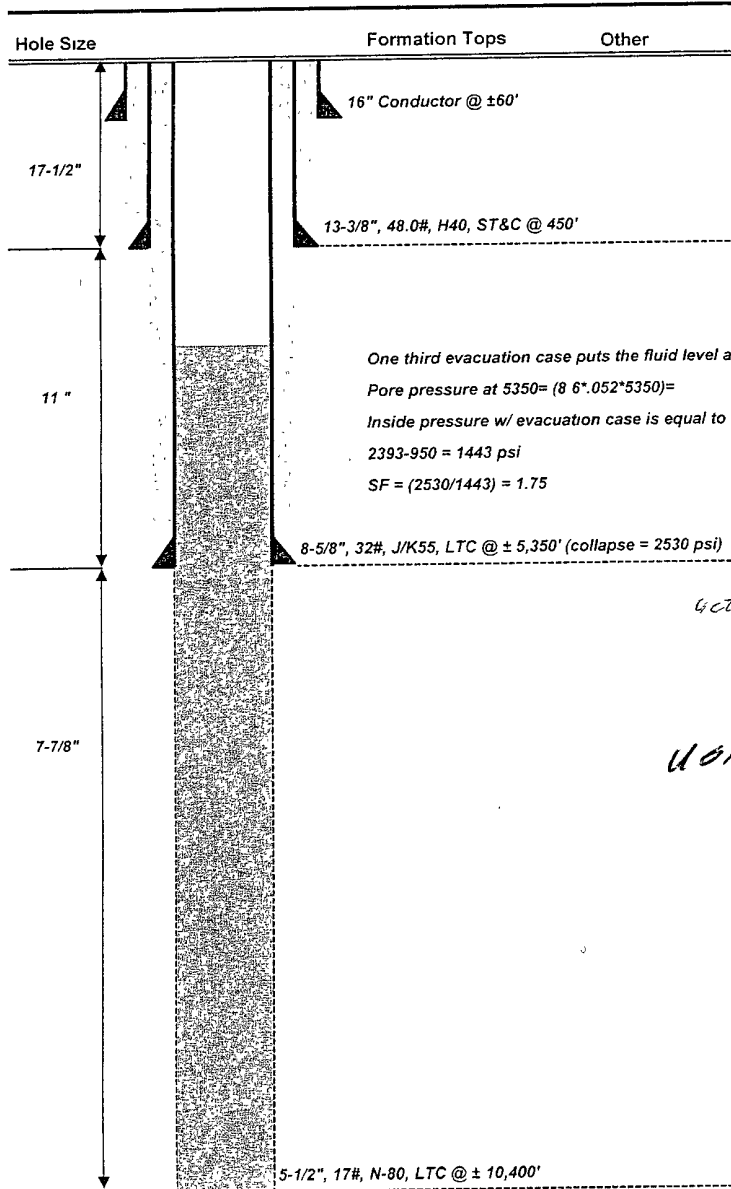 Hole Size Formation Tops Other
16" Conductor @ ±60'
17-1/2"
13-3/8", 48.0#, H40, ST&C @ 450'
One third evacuation case puts the fluid level a
11 "
Pore pressure at 5350= (8 6*.052*5350)=
Inside pressure w/ evacuation case is equal to
2393-950 = 1443 psi
SF = (2530/1443) = 1.75
8-5/8", 32#, J/K55, LTC @ ± 5,350' (collapse = 2530 psi)
7-7/8"
5-1/2", 17#, N-80, LTC @ ± 10,400'